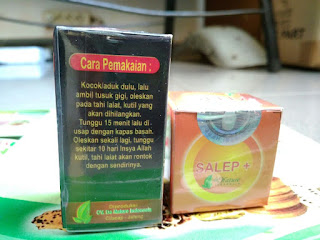 Cara Pemakaian :
Kocok/aduk dulu, lalu
ambil tusuk gigi, oleskan
pada tahi lalat, kutil yang
akan dihilangkan.
Tunggu 15 menit lalu di
usap dengan kapas basah.
Oleskan sekali lagi, tunggu
sekitar 10 hari Insya Allah
kutil, tahi lalat akan rontok
dengan sendirinya.
SALEP +